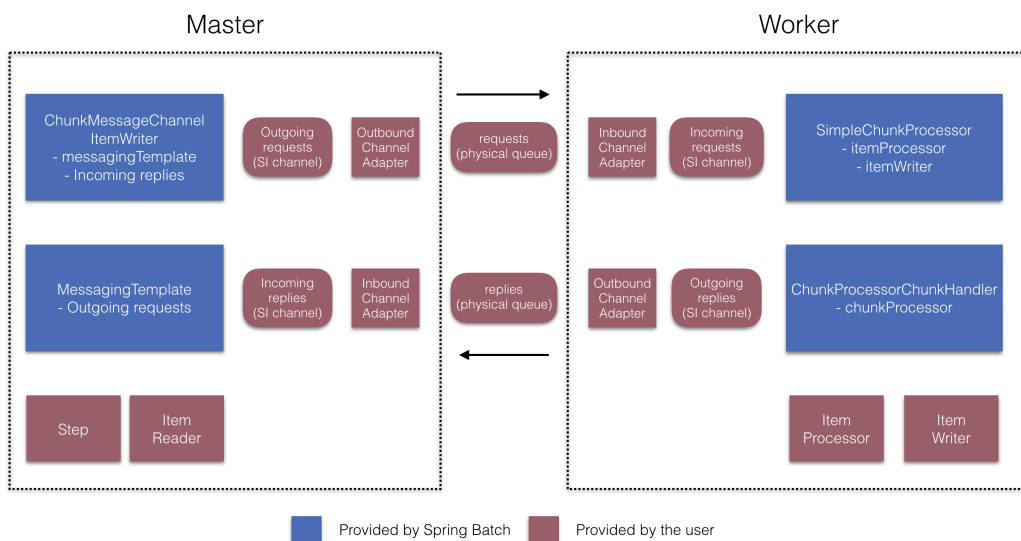 Master
Worker
ChunkMessageChannel
ItemWriter
- messagingTemplate
- Incoming replies
Outgoing
requests
(SI channel)
Outbound
Channel
Adapter
requests
(physical queue)
Inbound
Channel
Adapter
Incoming
requests
(SI channel)
SimpleChunkProcessor
- itemProcessor
- itemWriter
MessagingTemplate
- Outgoing requests
Incoming
replies
(SI channel)
Inbound
Channel
Adapter
replies
(physical queue)
Outbound
Channel
Adapter
Outgoing
replies
(SI channel)
ChunkProcessorChunkHandler
- chunkProcessor
Step
Item
Reader
Item
Processor
Item
Writer
Provided by Spring Batch
Provided by the user